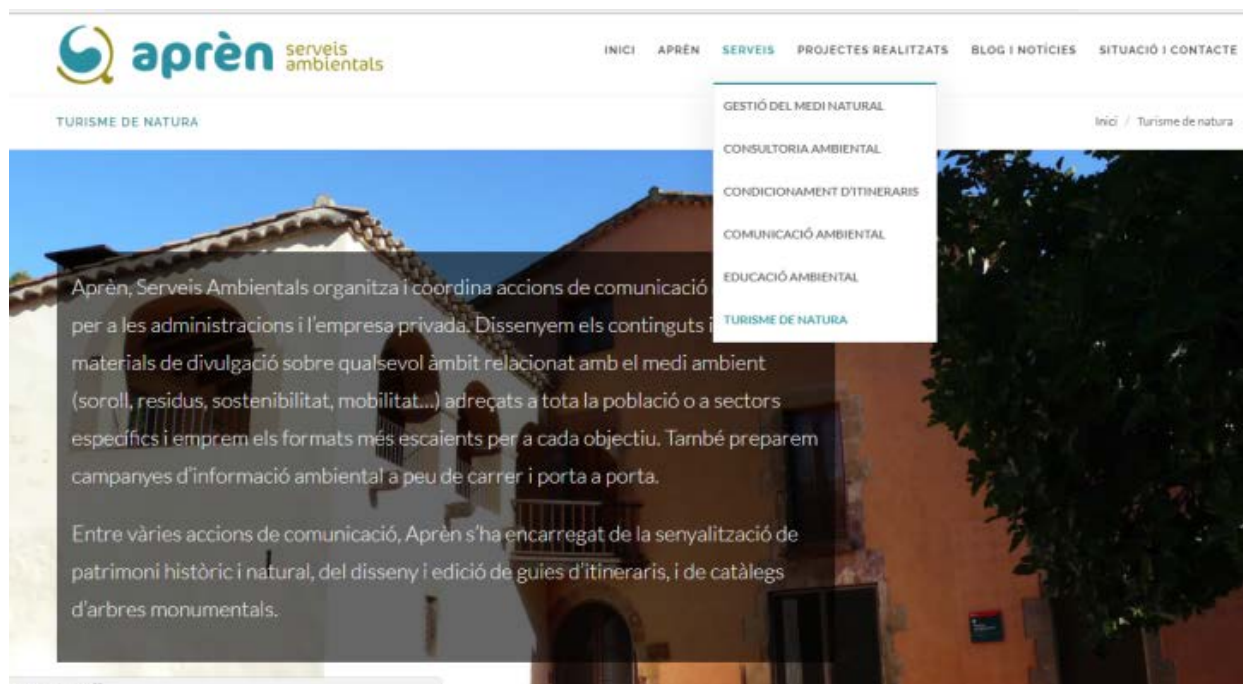 aprèn serveis ambientals
INICI APRÈN SERVEIS PROJECTES REALITZATS BLOG I NOTÍCIES SITUACIÓ I CONTACTE
TURISME DE NATURA
Inici / Turisme de natura
GESTIÓ DEL MEDI NATURAL
CONSULTORIA AMBIENTAL
CONDICIONAMENT D'ITINERARIS
COMUNICACIÓ AMBIENTAL
EDUCACIÓ AMBIENTAL
TURISME DE NATURA
Aprèn, Serveis Ambientals organitza i coordina accions de comunicació
per a les administracions i l'empresa privada. Dissenyem els continguts i
materials de divulgació sobre qualsevol àmbit relacionat amb el medi ambient
(soroll, residus, sostenibilitat, mobilitat...) adreçats a tota la població o a sectors
específics i emprem els formats més escaients per a cada objectiu. També preparem
campanyes d'informació ambiental a peu de carrer i porta a porta.
Entre vàries accions de comunicació, Aprèn s'ha encarregat de la senyalització de
patrimoni històric i natural, del disseny i edició de guies d'itineraris, i de catàlegs
d'arbres monumentals.